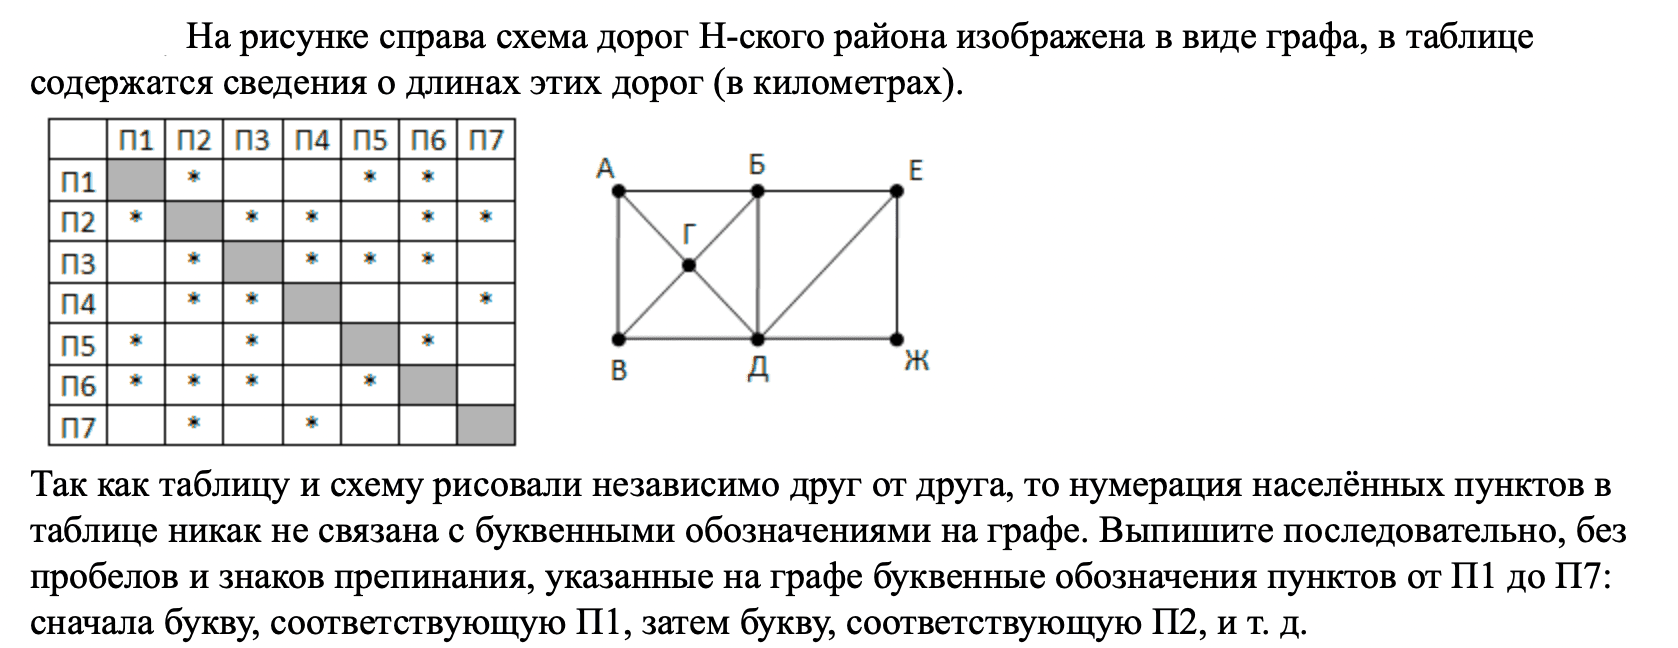 На рисунке справа схема дорог Н-ского района изображена в виде графа, в таблице
содержатся сведения о длинах этих дорог (в километрах).
П1 П2 П3 П4 П5 П6 П7
П1 * * *
П2 * * * * *
П3 * * * *
П4 * * *
П5 * * *
П6 * * * *
П7 * *
А Б Е
Г
В Д Ж
Так как таблицу и схему рисовали независимо друг от друга, то нумерация населённых пунктов в
таблице никак не связана с буквенными обозначениями на графе. Выпишите последовательно, без
пробелов и знаков препинания, указанные на графе буквенные обозначения пунктов от П1 до П7:
сначала букву, соответствующую П1, затем букву, соответствующую П2, и т. д.